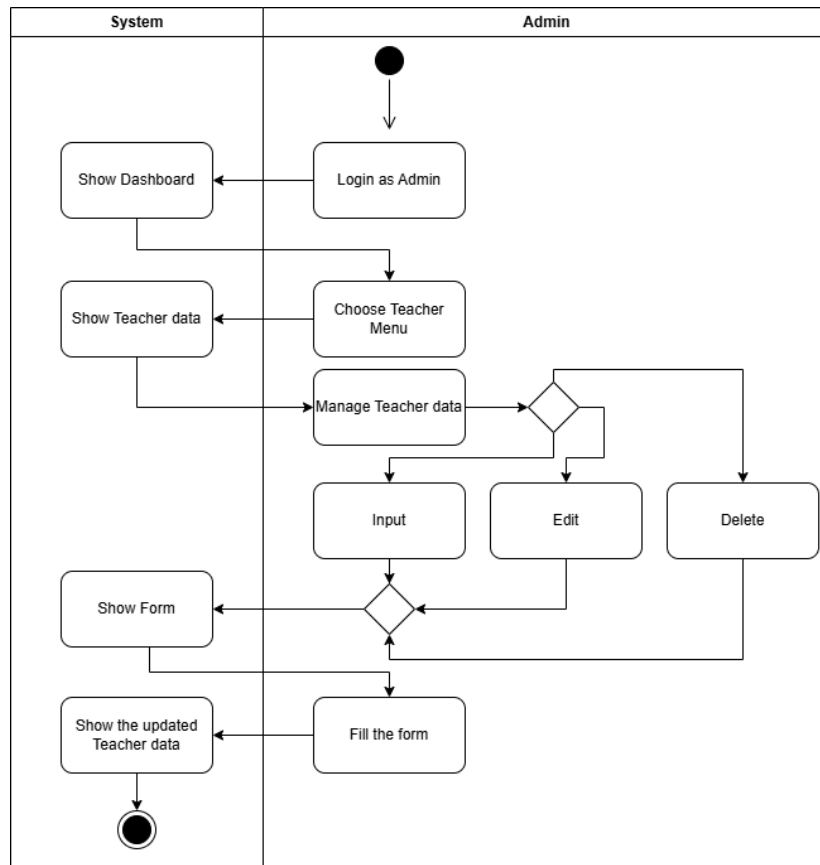 System
Admin
Show Dashboard
Login as Admin
Show Teacher data
Choose Teacher
Menu
Manage Teacher data
Input
Edit
Delete
Show Form
Show the updated
Teacher data
Fill the form